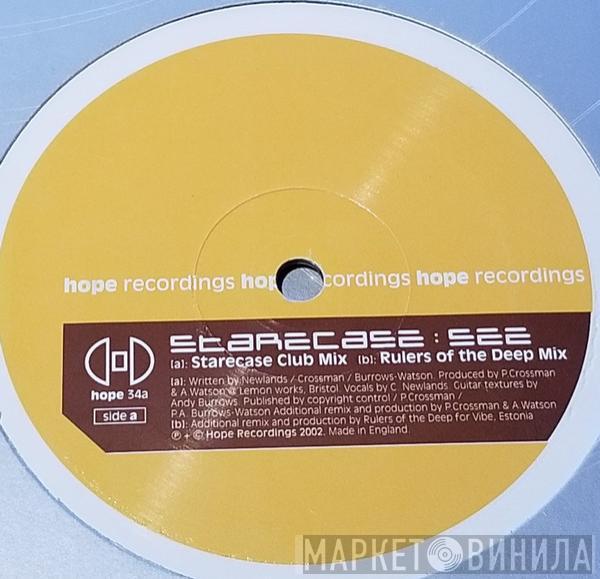 hope recordings hop cordings hope recordings
starecase : see
[a]: Starecase Club Mix [b]: Rulers of the Deep Mix
hope 34a
side a
[a]: Written by Newlands / Crossman / Burrows-Watson. Produced by P.Crossman
& A.Watson @ Lemon works, Bristol. Vocals by C. Newlands. Guitar textures by
Andy Burrows. Published by copyright control / P.Crossman /
P.A. Burrows-Watson Additional remix and production by P.Crossman & A.Watson
[b]: Additional remix and production by Rulers of the Deep for Vibe, Estonia
℗ + © Hope Recordings 2002. Made in England.
МАРКЕТ ВИНИЛА